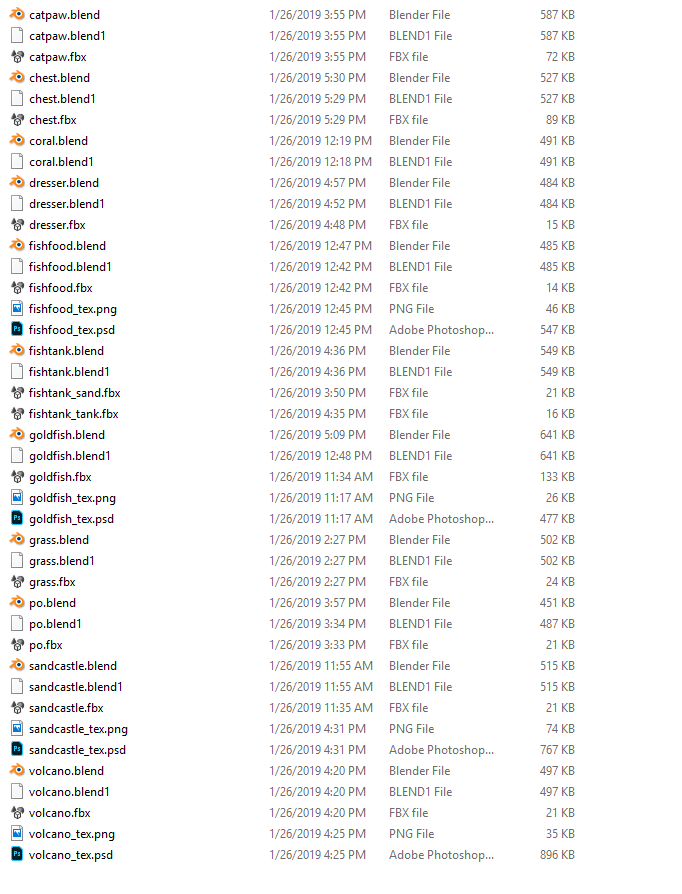 catpaw.blend 1/26/2019 3:55 PM Blender File 587 KB
catpaw.blend1 1/26/2019 3:55 PM BLEND1 File 587 KB
catpaw.fbx 1/26/2019 3:55 PM FBX file 72 KB
chest.blend 1/26/2019 5:30 PM Blender File 527 KB
chest.blend1 1/26/2019 5:29 PM BLEND1 File 527 KB
chest.fbx 1/26/2019 5:29 PM FBX file 89 KB
coral.blend 1/26/2019 12:19 PM Blender File 491 KB
coral.blend1 1/26/2019 12:18 PM BLEND1 File 491 KB
dresser.blend 1/26/2019 4:57 PM Blender File 484 KB
dresser.blend1 1/26/2019 4:52 PM BLEND1 File 484 KB
dresser.fbx 1/26/2019 4:48 PM FBX file 15 KB
fishfood.blend 1/26/2019 12:47 PM Blender File 485 KB
fishfood.blend1 1/26/2019 12:42 PM BLEND1 File 485 KB
fishfood.fbx 1/26/2019 12:42 PM FBX file 14 KB
fishfood_tex.png 1/26/2019 12:45 PM PNG File 46 KB
Ps fishfood_tex.psd 1/26/2019 12:45 PM Adobe Photoshop... 547 KB
fishtank.blend 1/26/2019 4:36 PM Blender File 549 KB
fishtank.blend1 1/26/2019 4:36 PM BLEND1 File 549 KB
fishtank_sand.fbx 1/26/2019 3:50 PM FBX file 21 KB
fishtank_tank.fbx 1/26/2019 4:35 PM FBX file 16 KB
goldfish.blend 1/26/2019 5:09 PM Blender File 641 KB
goldfish.blend1 1/26/2019 12:48 PM BLEND1 File 641 KB
goldfish.fbx 1/26/2019 11:34 AM FBX file 133 KB
goldfish_tex.png 1/26/2019 11:17 AM PNG File 26 KB
Ps goldfish_tex.psd 1/26/2019 11:17 AM Adobe Photoshop... 477 KB
grass.blend 1/26/2019 2:27 PM Blender File 502 KB
grass.blend1 1/26/2019 2:27 PM BLEND1 File 502 KB
grass.fbx 1/26/2019 2:27 PM FBX file 24 KB
po.blend 1/26/2019 3:57 PM Blender File 451 KB
po.blend1 1/26/2019 3:34 PM BLEND1 File 487 KB
po.fbx 1/26/2019 3:33 PM FBX file 21 KB
sandcastle.blend 1/26/2019 11:55 AM Blender File 515 KB
sandcastle.blend1 1/26/2019 11:55 AM BLEND1 File 515 KB
sandcastle.fbx 1/26/2019 11:35 AM FBX file 21 KB
sandcastle_tex.png 1/26/2019 4:31 PM PNG File 74 KB
Ps sandcastle_tex.psd 1/26/2019 4:31 PM Adobe Photoshop... 767 KB
volcano.blend 1/26/2019 4:20 PM Blender File 497 KB
volcano.blend1 1/26/2019 4:20 PM BLEND1 File 497 KB
volcano.fbx 1/26/2019 4:20 PM FBX file 21 KB
volcano_tex.png 1/26/2019 4:25 PM PNG File 35 KB
Ps volcano_tex.psd 1/26/2019 4:25 PM Adobe Photoshop... 896 KB